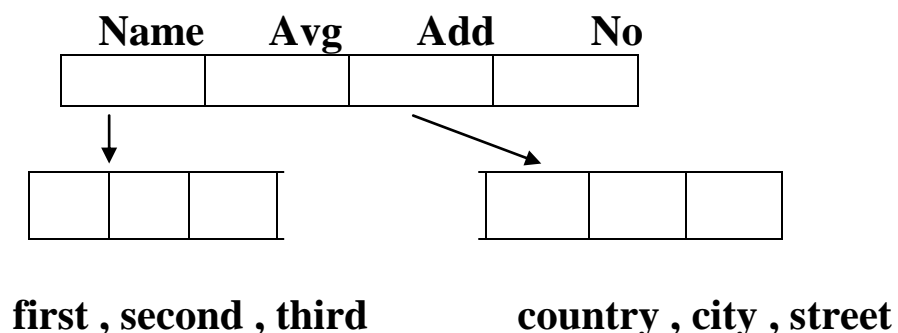 Name Avg Add No
first , second , third country , city , street